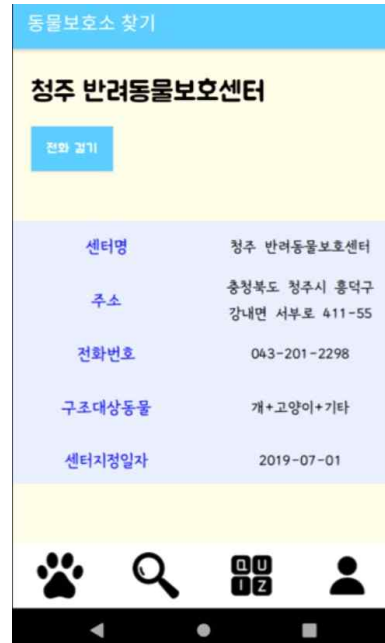 동물보호소 찾기
청주 반려동물보호센터
전화 걸기
센터명 청주 반려동물보호센터
주소 충청북도 청주시 흥덕구
강내면 서부로 411-55
전화번호 043-201-2298
구조대상동물 개+고양이+기타
센터지정일자 2019-07-01
QU
IZ